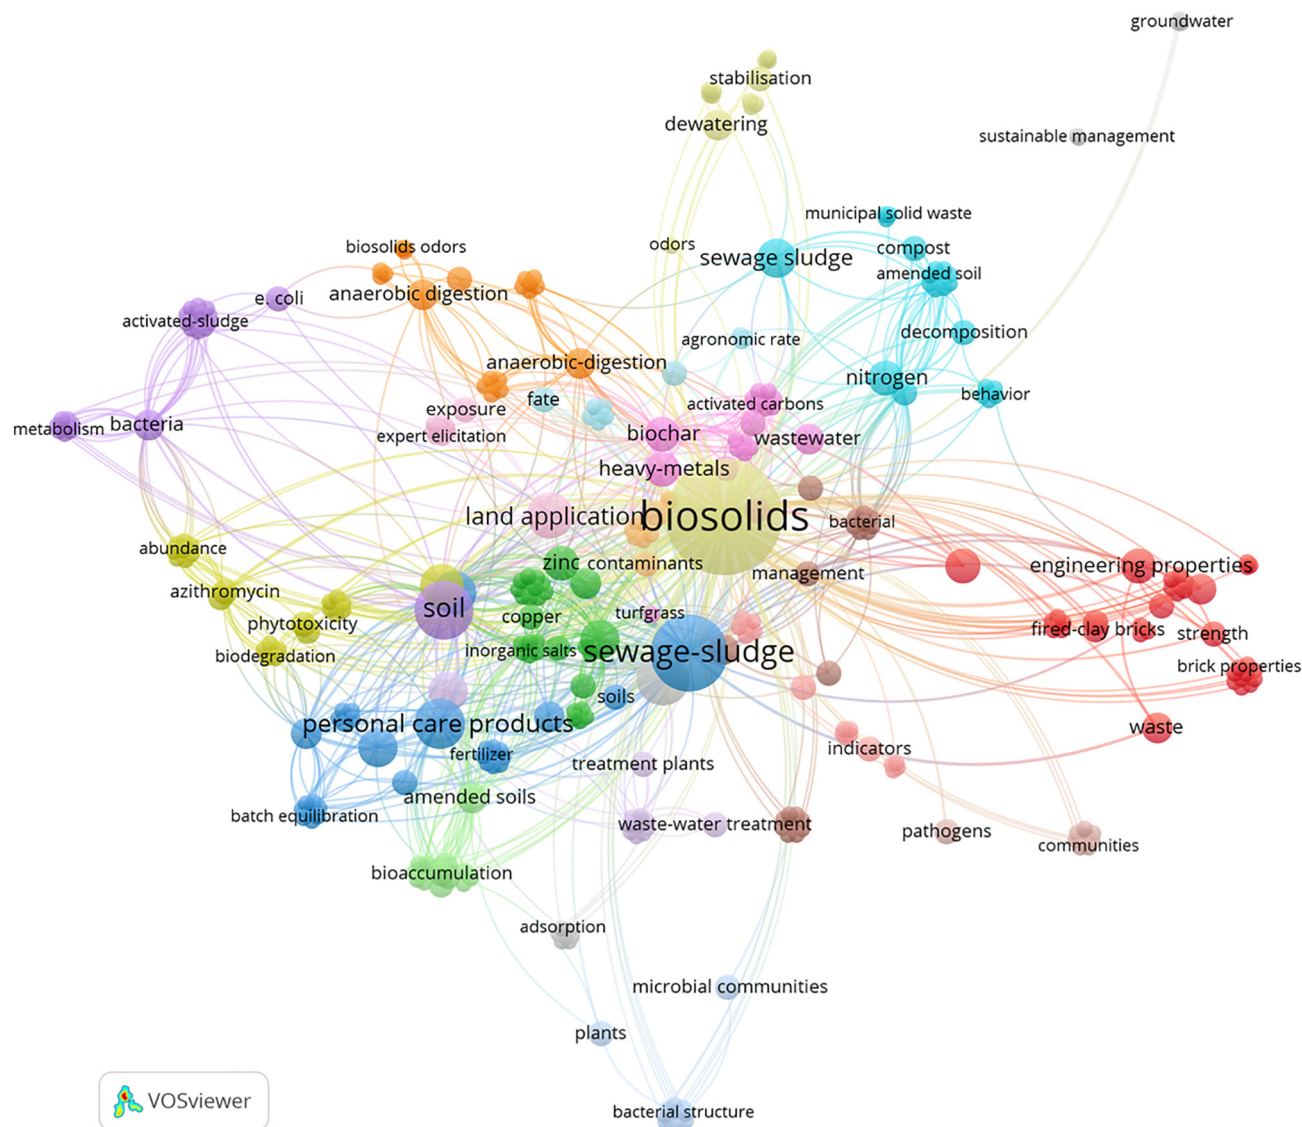 groundwater
stabilisation
dewatering
sustainable management
municipal solid waste
biosolids odors
odors
sewage sludge
compost
amended soil
e. coli
anaerobic digestion
activated-sludge
decomposition
agronomic rate
anaerobic-digestion
nitrogen
behavior
fate
activated carbons
exposure
metabolism
bacteria
expert elicitation
biochar
wastewater
heavy-metals
land application
biosolids
bacterial
abundance
zinc
contaminants
management
engineering properties
azithromycin
soil
copper
turfgrass
phytotoxicity
fired-clay bricks
strength
biodegradation
inorganic salts
sewage-sludge
brick properties
soils
personal care products
waste
fertilizer
treatment plants
indicators
amended soils
batch equilibration
waste-water treatment
pathogens
communities
bioaccumulation
adsorption
microbial communities
plants
VOSviewer
bacterial structure